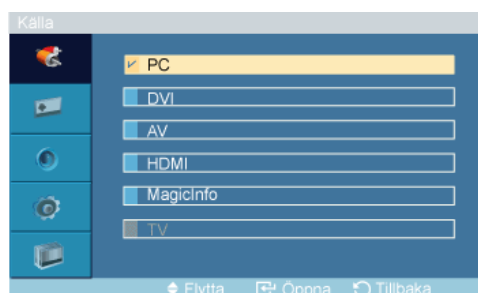 Källa
PC
DVI
AV
HDMI
MagicInfo
TV
Flytta Öppna Tillbaka